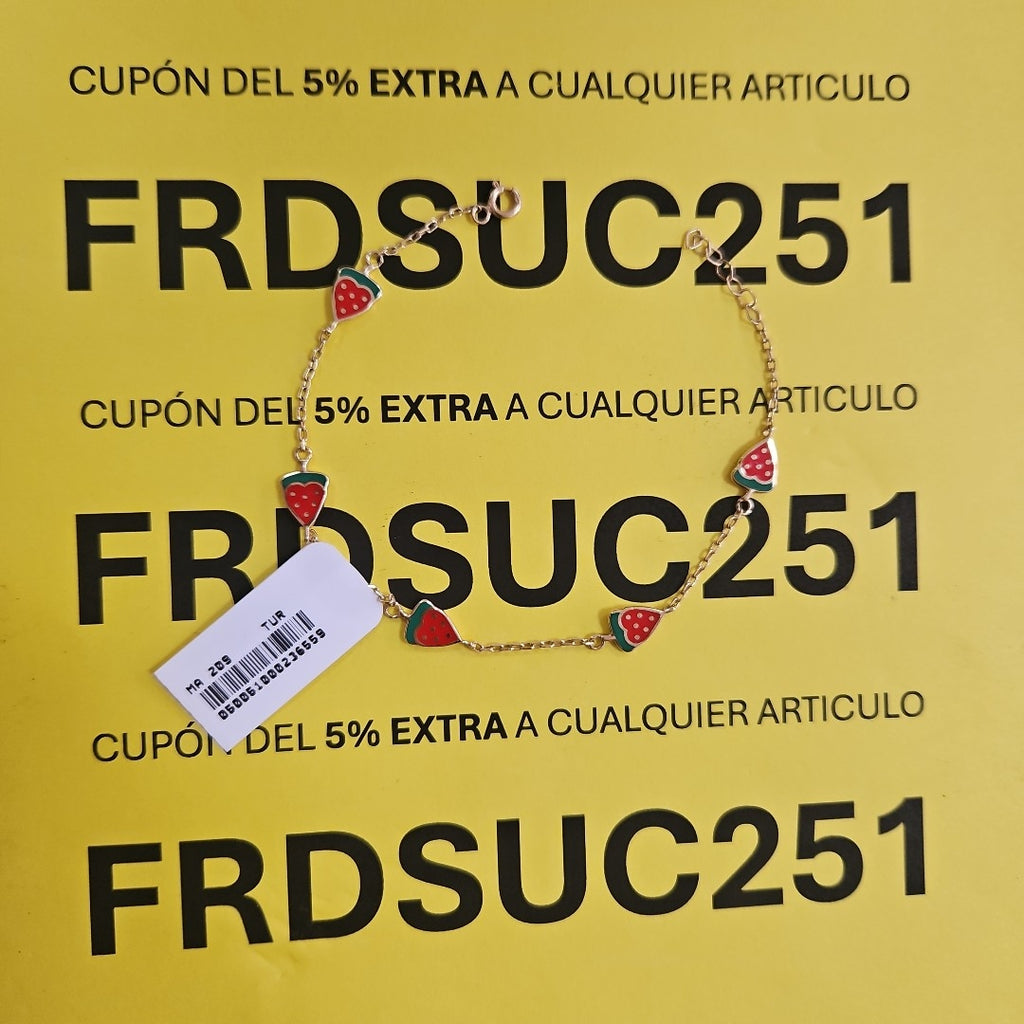 CUPÓN DEL 5% EXTRA A CUALQUIER ARTICULO
FRDSUC251
CUPÓN DEL 5% EXTRA A CUALQUIER ARTICULO
FRDSUC251
MA 209 TUR
050051000236559
CUPÓN DEL 5% EXTRA A CUALQUIER ARTICULO
FRDSUC251